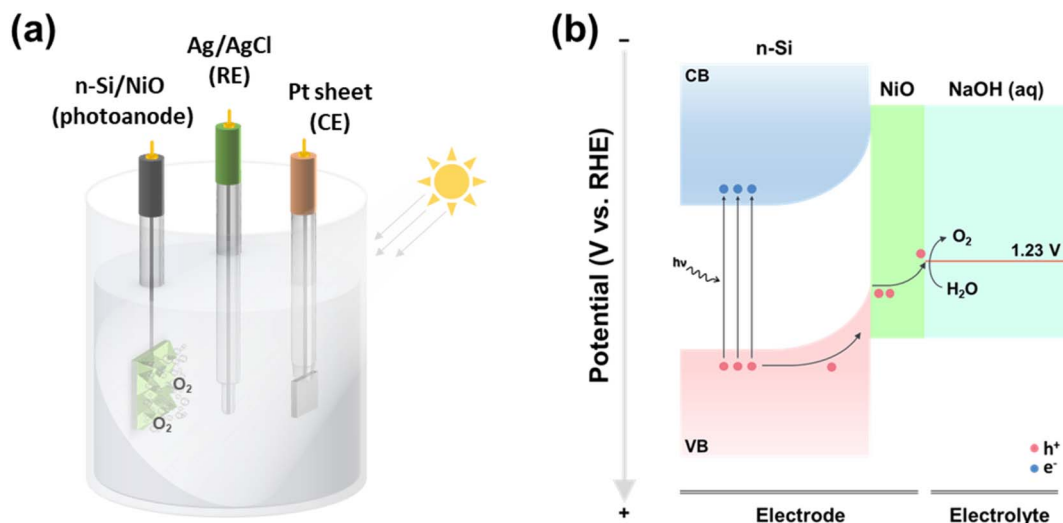 (a)
Ag/AgCl
(RE)
n-Si/NiO
(photoanode)
Pt sheet
(CE)
O2
O2
(b)
−
Potential (V vs. RHE)
+
n-Si
CB
NiO
NaOH (aq)
hν
O2
1.23 V
H2O
VB
h+
e-
Electrode
Electrolyte